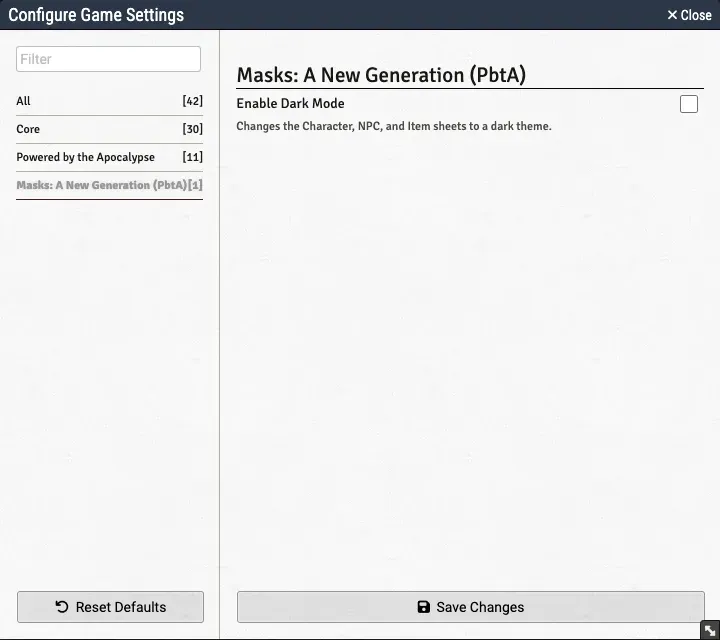 Configure Game Settings
Close
Filter
All [42]
Core [30]
Powered by the Apocalypse [11]
Masks: A New Generation (PbtA)[1]
Reset Defaults
Masks: A New Generation (PbtA)
Enable Dark Mode
Changes the Character, NPC, and Item sheets to a dark theme.
Save Changes